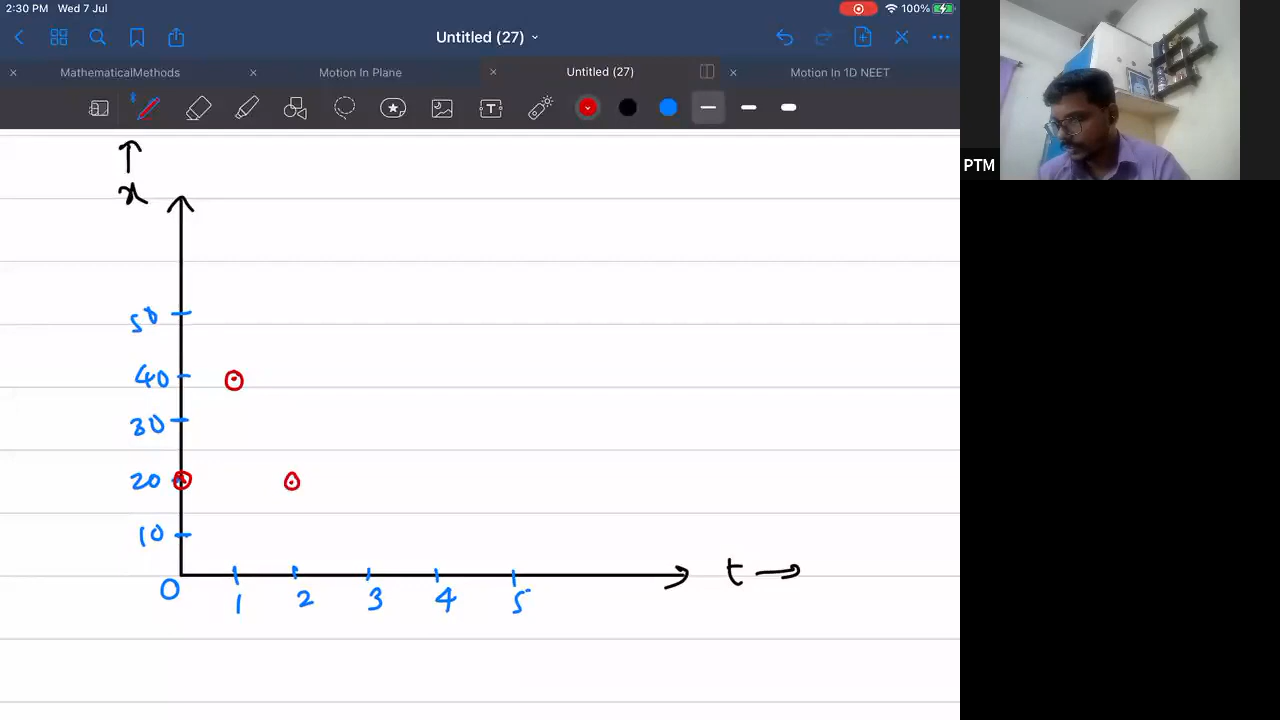 2:30 PM Wed 7 Jul
100%
Untitled (27)
MathematicalMethods
Motion In Plane
Untitled (27)
Motion In 1D NEET
T
PTM
x
50
40
30
20
10
0
1 2 3 4 5
t